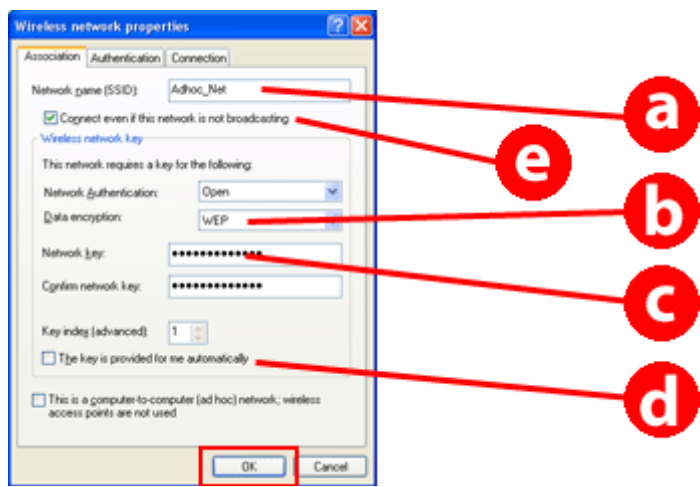 Wireless network properties
Association Authentication Connection
Network name (SSID): Adhoc_Net
a
Connect even if this network is not broadcasting
e
Wireless network key
This network requires a key for the following:
Network Authentication: Open
Data encryption: WEP
b
Network key: •••••••••••••
c
Confirm network key: •••••••••••••
Key index (advanced): 1
The key is provided for me automatically
d
This is a computer-to-computer (ad hoc) network; wireless
access points are not used
OK Cancel